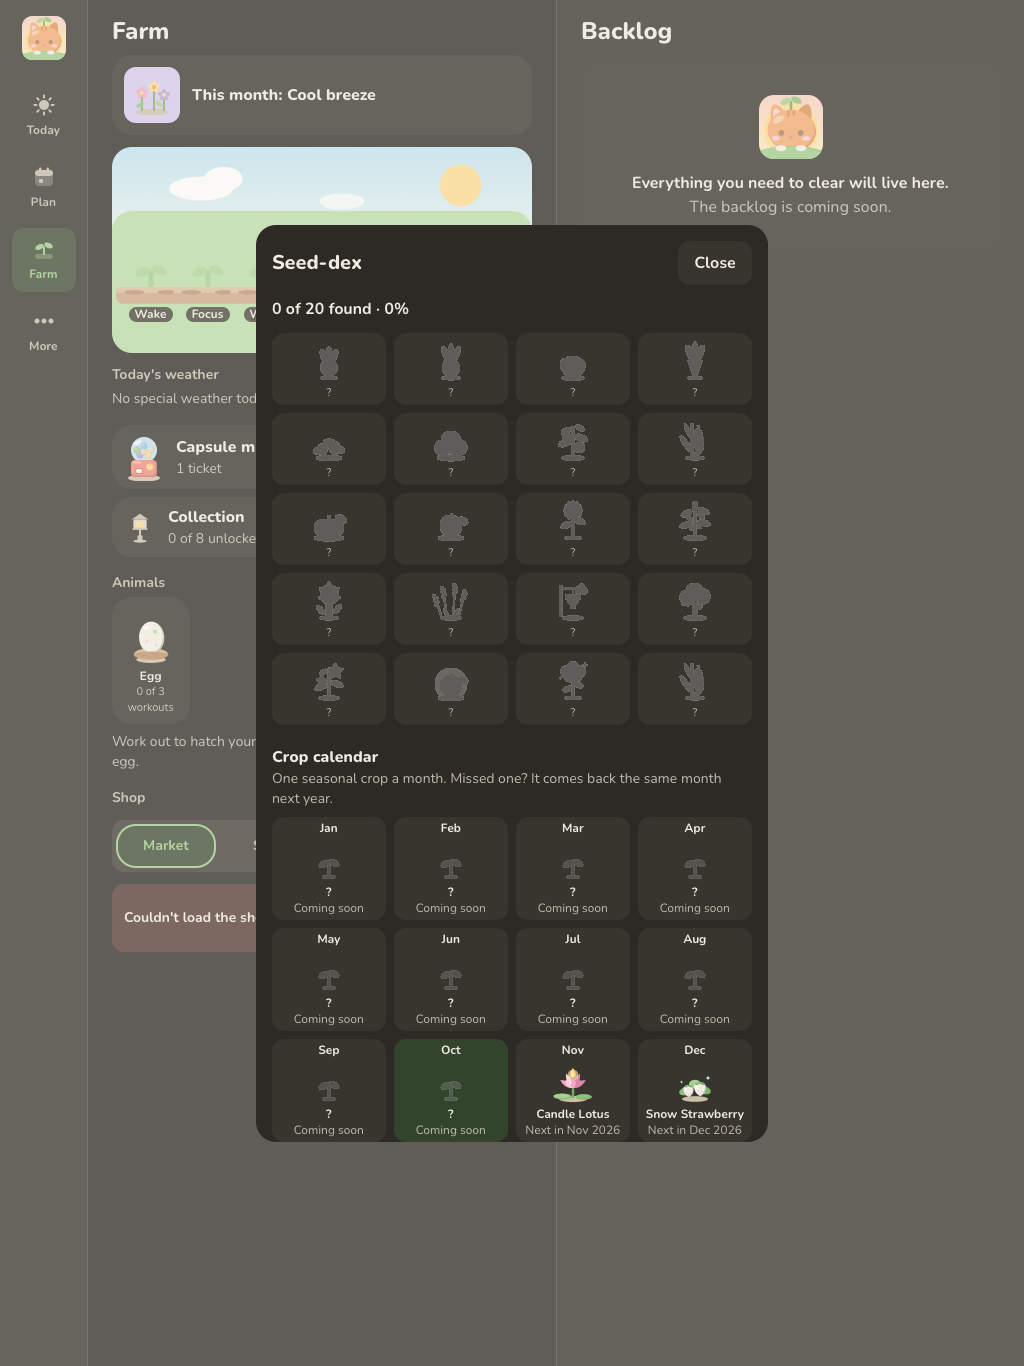 Farm
Backlog
This month: Cool breeze
Today
Plan
Farm
More
Everything you need to clear will live here.
The backlog is coming soon.
Wake
Focus
Today's weather
No special weather tod
Capsule m
1 ticket
Collection
0 of 8 unlocke
Animals
Egg
0 of 3
workouts
Work out to hatch your
egg.
Shop
Market
Couldn't load the sh
Seed-dex
Close
0 of 20 found · 0%
? ? ? ?
? ? ? ?
? ? ? ?
? ? ? ?
? ? ? ?
Crop calendar
One seasonal crop a month. Missed one? It comes back the same month
next year.
Jan Feb Mar Apr
? ? ? ?
Coming soon Coming soon Coming soon Coming soon
May Jun Jul Aug
? ? ? ?
Coming soon Coming soon Coming soon Coming soon
Sep Oct Nov Dec
? ? Candle Lotus Snow Strawberry
Coming soon Coming soon Next in Nov 2026 Next in Dec 2026